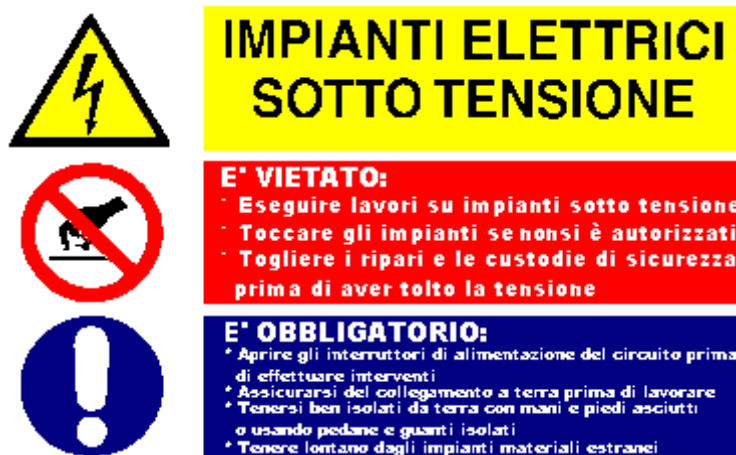 IMPIANTI ELETTRICI
SOTTO TENSIONE
E' VIETATO:
- Eseguire lavori su impianti sotto tensione
- Toccare gli impianti se nonsi è autorizzati
- Togliere i ripari e le custodie di sicurezza
prima di aver tolto la tensione
E' OBBLIGATORIO:
* Aprire gli interruttori di alimentazione del circuito prima
di effettuare interventi
* Assicurarsi del collegamento a terra prima di lavorare
* Tenersi ben isolati da terra con mani e piedi asciutti
o usando pedane e guanti isolati
* Tenere lontano dagli impianti materiali estranei